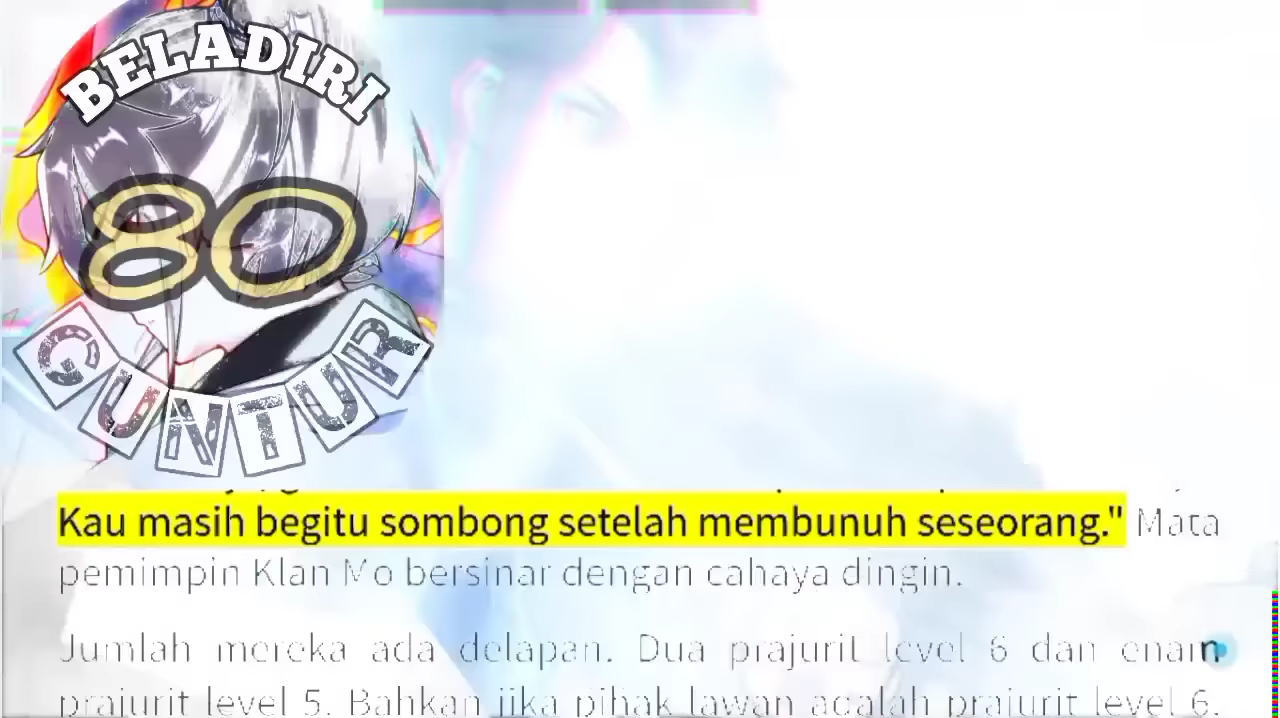 BELADIRI
80
GUNTUR
Kau masih begitu sombong setelah membunuh seseorang." Mata
pemimpin Klan Mo bersinar dengan cahaya dingin.
Jumlah mereka ada delapan. Dua prajurit level 6 dan enam
prajurit level 5. Bahkan jika pihak lawan adalah prajurit level 6,